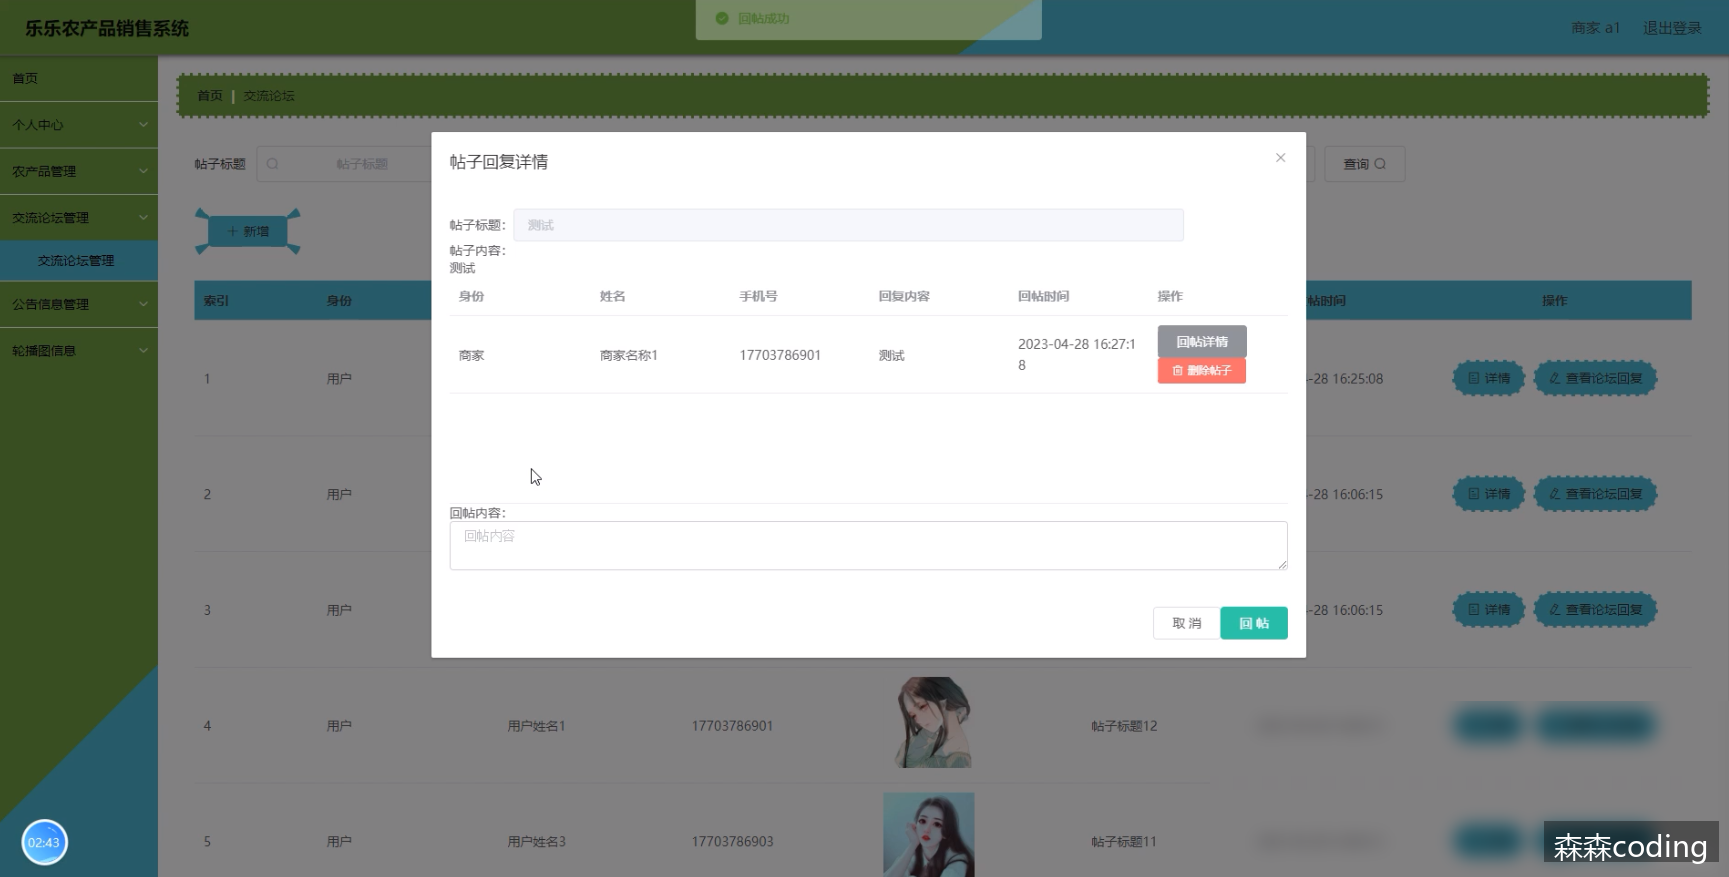 乐乐农产品销售系统
回帖成功
商家 a1
退出登录
首页
个人中心
农产品管理
交流论坛管理
交流论坛管理
公告信息管理
轮播图信息
首页 | 交流论坛
帖子标题
帖子标题
查询
新增
索引
身份
帖时间
操作
1
用户
-28 16:25:08
详情
查看论坛回复
2
用户
-28 16:06:15
详情
查看论坛回复
3
用户
-28 16:06:15
详情
查看论坛回复
4
用户
用户姓名1
17703786901
帖子标题12
5
用户
用户姓名3
17703786903
帖子标题11
帖子回复详情
帖子标题：
测试
帖子内容：
测试
身份
姓名
手机号
回复内容
回帖时间
操作
商家
商家名称1
17703786901
测试
2023-04-28 16:27:1
8
回帖详情
删除帖子
回帖内容：
回帖内容
取 消
回 帖
02:43
森森coding